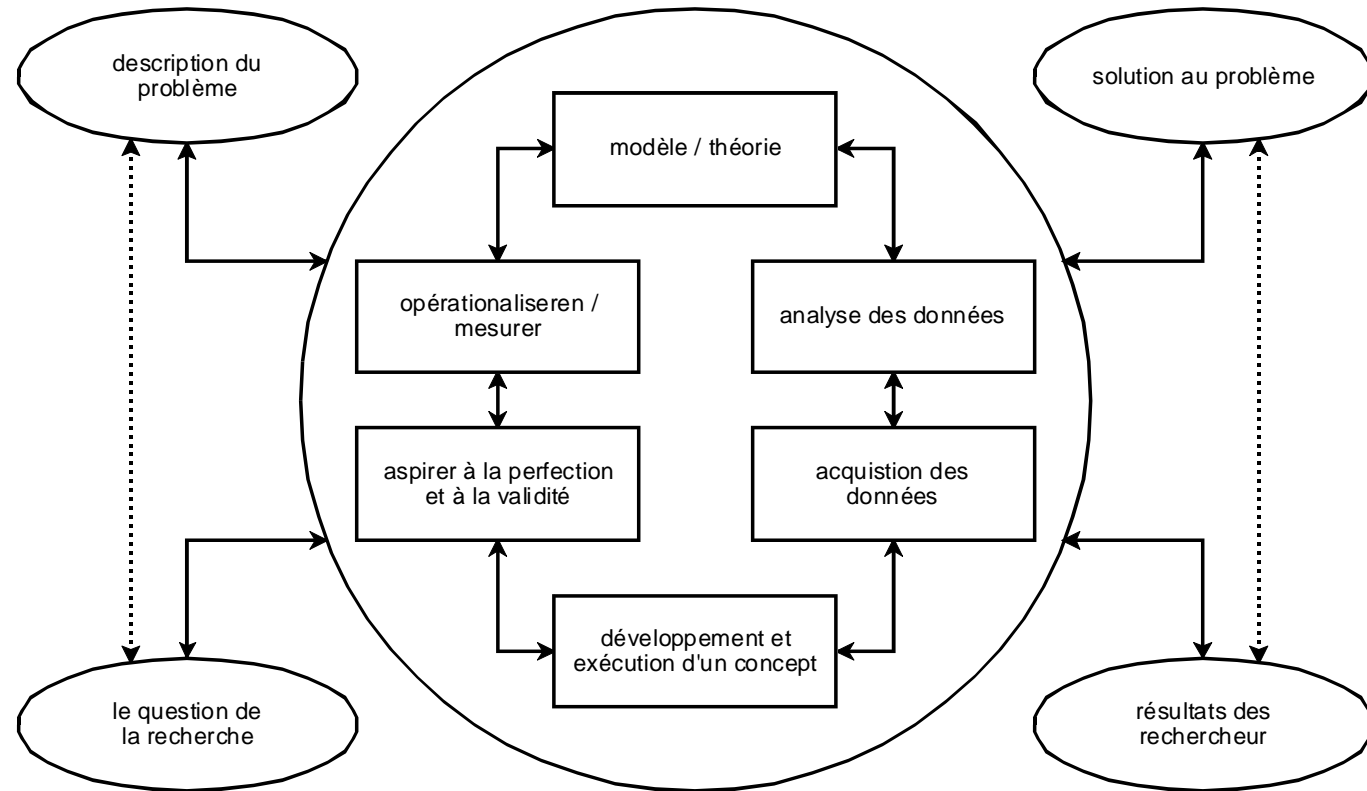 description du
problème
solution au problème
modèle / théorie
opérationaliseren /
mesurer
analyse des données
aspirer à la perfection
et à la validité
acquistion des
données
développement et
exécution d'un concept
le question de
la recherche
résultats des
rechercheur